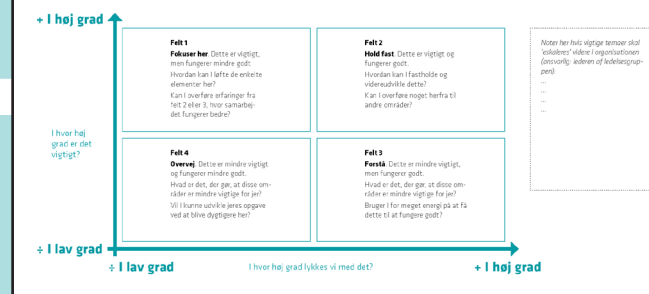 + I høj grad
Felt 1
Fokuser her. Dette er vigtigt,
men fungerer mindre godt
Hvordan kan I løfte de enkelte
elementer her?
Kan I overføre erfaringer fra
felt 2 eller 3, hvor samarbej-
det fungerer bedre?
Felt 2
Hold fast. Dette er vigtigt og
fungerer godt.
Hvordan kan I fastholde og
videreudvikle dette?
Kan I overføre noget herfra til
andre områder?
Noter her hvis vigtige temaer skal
'eskaleres' videre i organisationen
(ansvarlig: lederen af ledelsesgrup-
pen):
...
...
...
...
I hvor høj
grad er det
vigtigt?
Felt 4
Overvej. Dette er mindre vigtigt
og fungerer mindre godt.
Hvad er det, der gør, at disse om-
råder er mindre vigtige for jer?
Vil I kunne udvikle jeres opgave
ved at blive dygtigere her?
Felt 3
Forstå. Dette er mindre vigtigt,
men fungerer godt.
Hvad er det, der gør, at disse om-
råder er mindre vigtige for jer?
Bruger I for meget energi på at få
dette til at fungere godt?
÷ I lav grad
÷ I lav grad
I hvor høj grad lykkes vi med det?
+ I høj grad